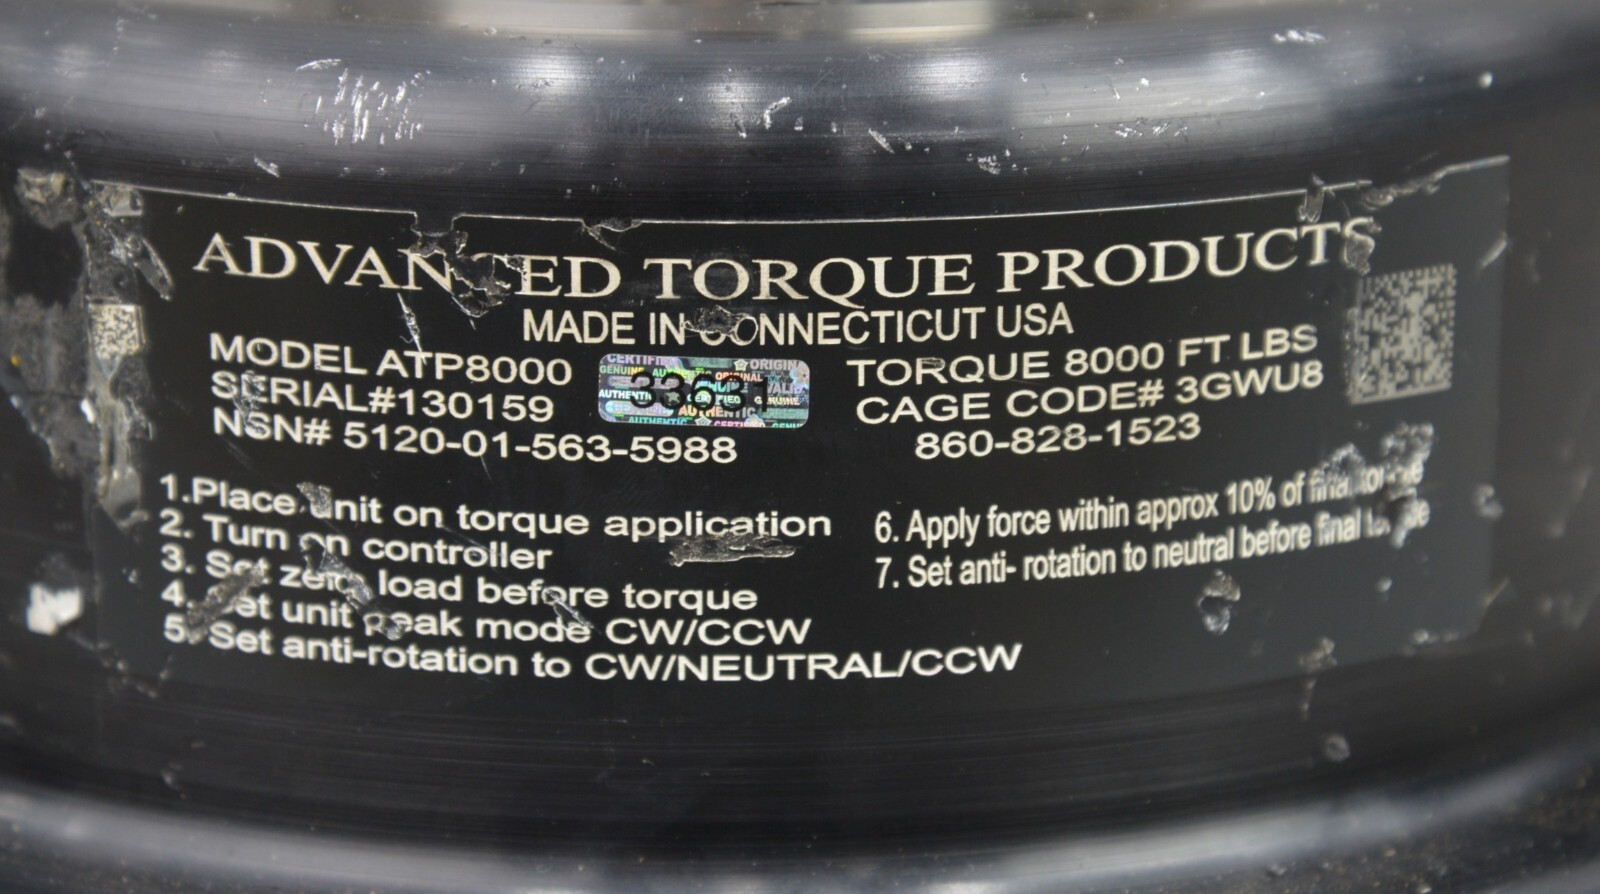 ADVANCED TORQUE PRODUCTS
MADE IN CONNECTICUT USA
MODEL ATP8000
SERIAL#130159
NSN# 5120-01-563-5988
TORQUE 8000 FT LBS
CAGE CODE# 3GWU8
860-828-1523
1.Place unit on torque application
2. Turn on controller
3. Set zero load before torque
4. Set unit peak mode CW/CCW
5. Set anti-rotation to CW/NEUTRAL/CCW
6. Apply force within approx 10% of final torque
7. Set anti- rotation to neutral before final torque